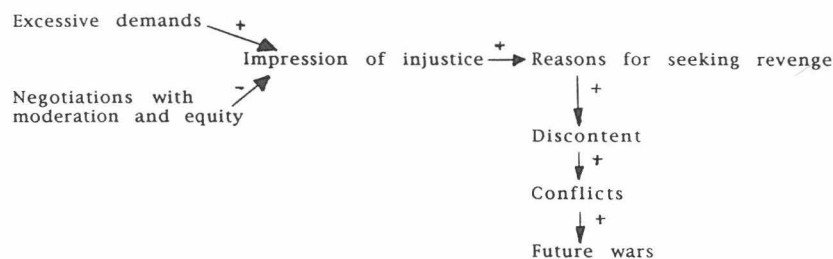 Excessive demands
+
Impression of injustice
+
Reasons for seeking revenge
-
Negotiations with
moderation and equity
+
Discontent
+
Conflicts
+
Future wars